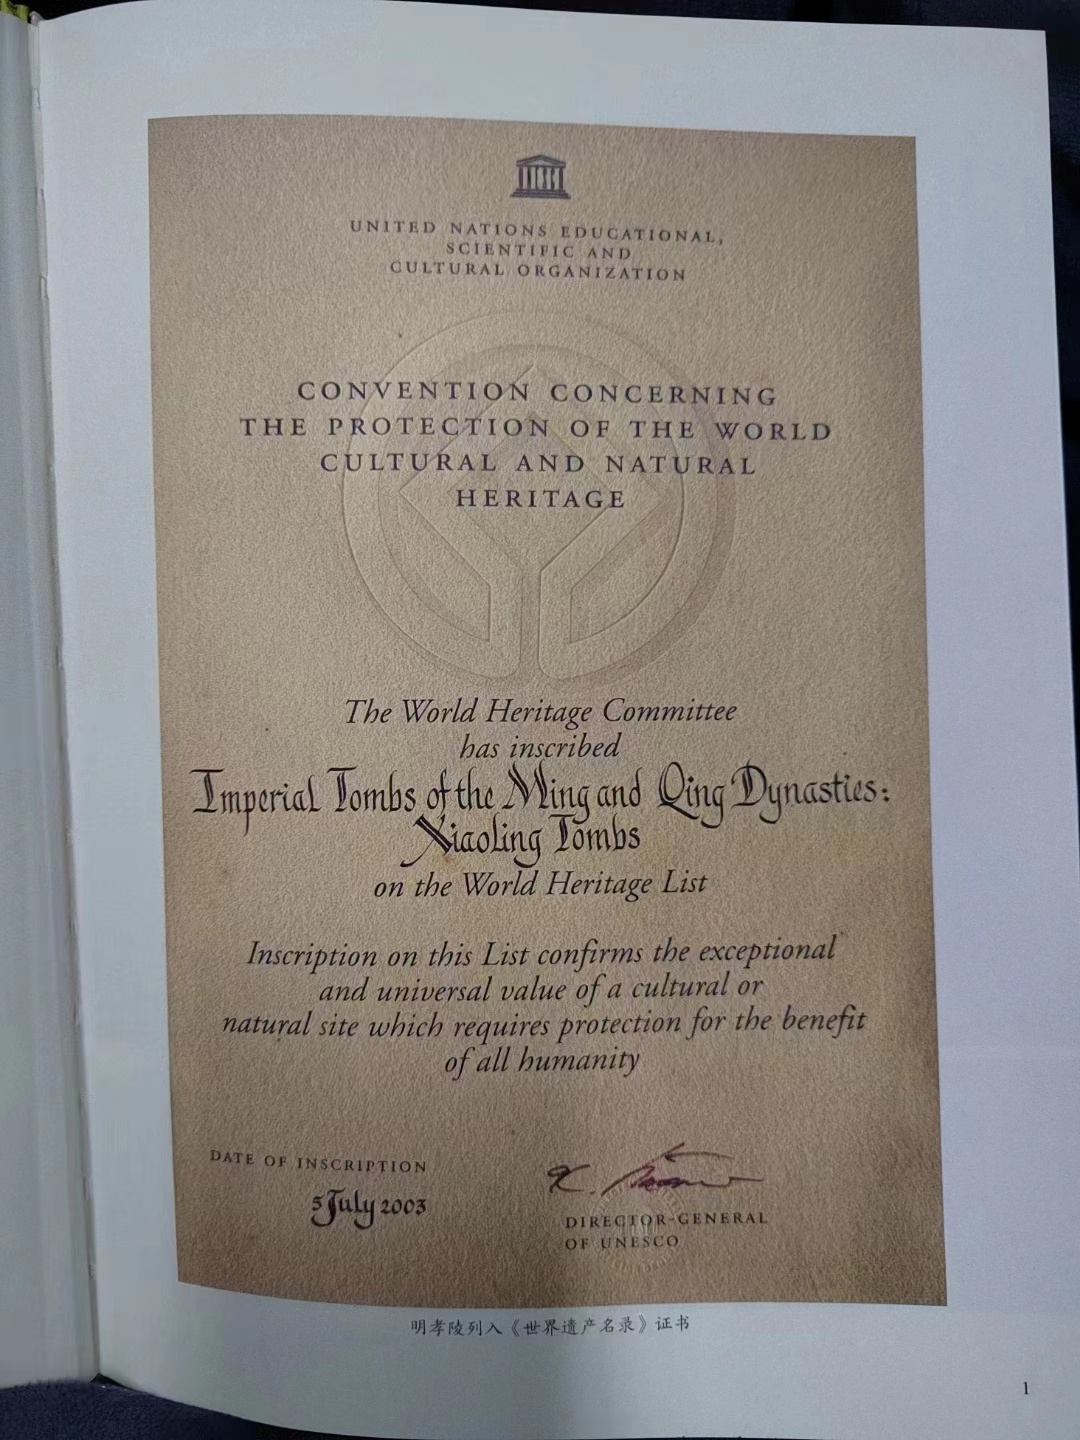 UNITED NATIONS EDUCATIONAL,
SCIENTIFIC AND
CULTURAL ORGANIZATION
CONVENTION CONCERNING
THE PROTECTION OF THE WORLD
CULTURAL AND NATURAL
HERITAGE
The World Heritage Committee
has inscribed
Imperial Tombs of the Ming and Qing Dynasties:
Xiaoling Tombs
on the World Heritage List
Inscription on this List confirms the exceptional
and universal value of a cultural or
natural site which requires protection for the benefit
of all humanity
DATE OF INSCRIPTION
5 July 2003
DIRECTOR-GENERAL
OF UNESCO
明孝陵列入《世界遗产名录》证书
1